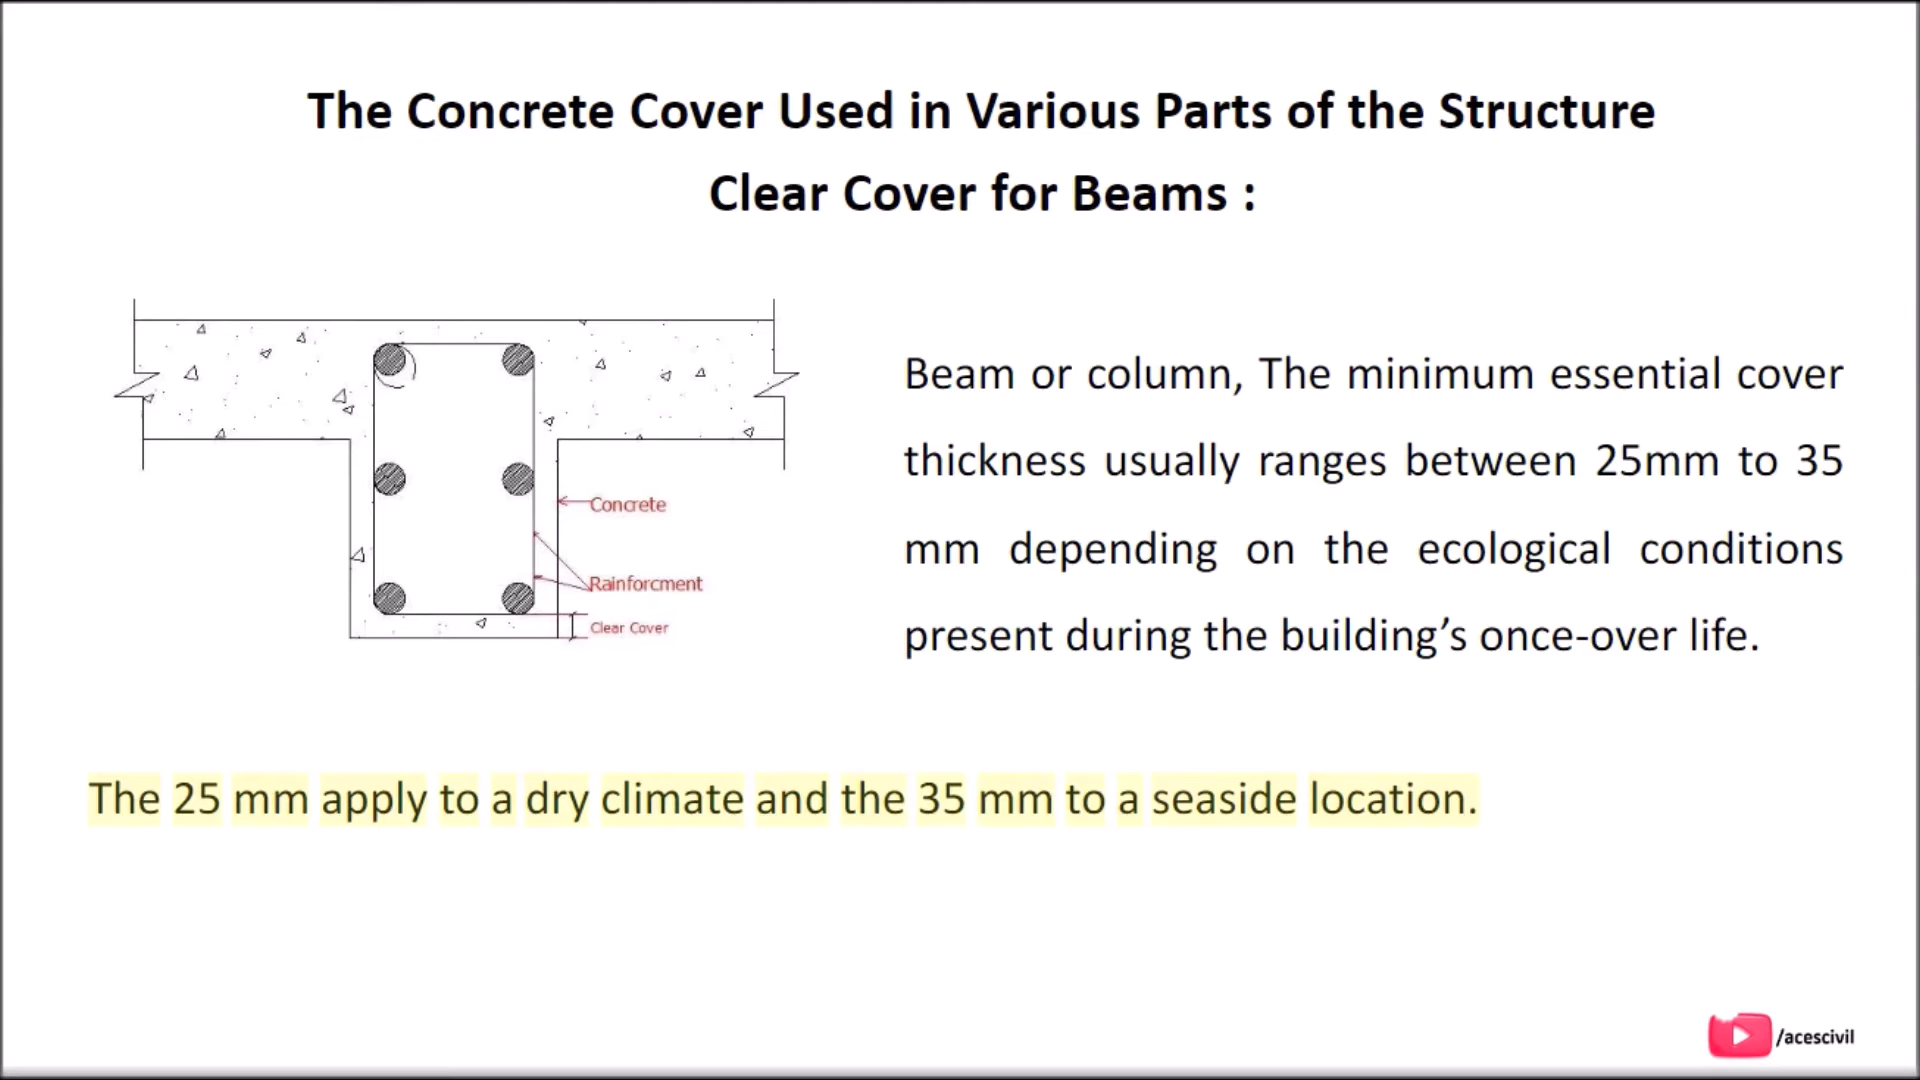 The Concrete Cover Used in Various Parts of the Structure
Clear Cover for Beams :
Concrete
Rainforcment
Clear Cover
Beam or column, The minimum essential cover
thickness usually ranges between 25mm to 35
mm depending on the ecological conditions
present during the building’s once-over life.
The 25 mm apply to a dry climate and the 35 mm to a seaside location.
/acescivil